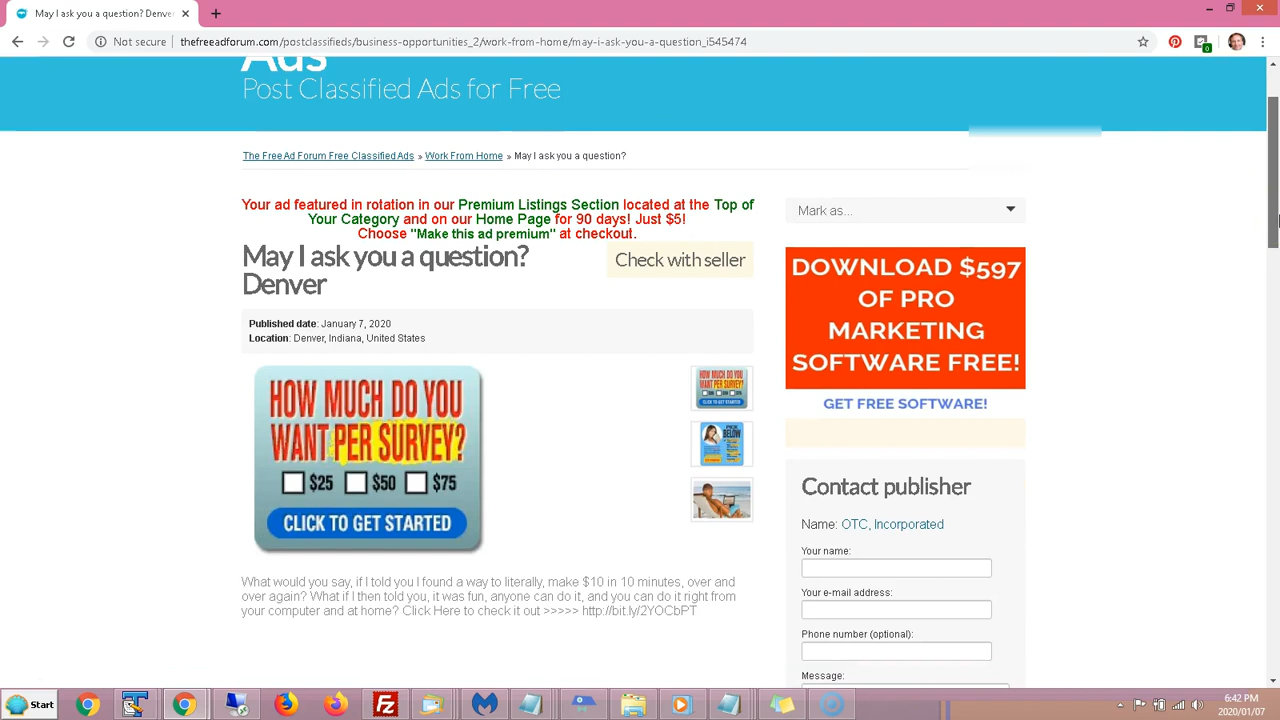 May I ask you a question? Denver
Not secure
thefreeadforum.com/postclassifieds/business-opportunities_2/work-from-home/may-i-ask-you-a-question_i545474
0
Ads
Post Classified Ads for Free
The Free Ad Forum Free Classified Ads » Work From Home » May I ask you a question?
Your ad featured in rotation in our Premium Listings Section located at the Top of
Your Category and on our Home Page for 90 days! Just $5!
Choose "Make this ad premium" at checkout.
May I ask you a question?
Denver
Check with seller
Published date: January 7, 2020
Location: Denver, Indiana, United States
HOW MUCH DO YOU
WANT PER SURVEY?
$25 $50 $75
CLICK TO GET STARTED
HOW MUCH DO YOU
WANT PER SURVEY?
PICK
BELOW
What would you say, if I told you I found a way to literally, make $10 in 10 minutes, over and
over again? What if I then told you, it was fun, anyone can do it, and you can do it right from
your computer and at home? Click Here to check it out >>>>> http://bit.ly/2YOCbPT
Mark as...
DOWNLOAD $597
OF PRO
MARKETING
SOFTWARE FREE!
GET FREE SOFTWARE!
Contact publisher
Name: OTC, Incorporated
Your name:
Your e-mail address:
Phone number (optional):
Message:
Start
6:42 PM
2020/01/07